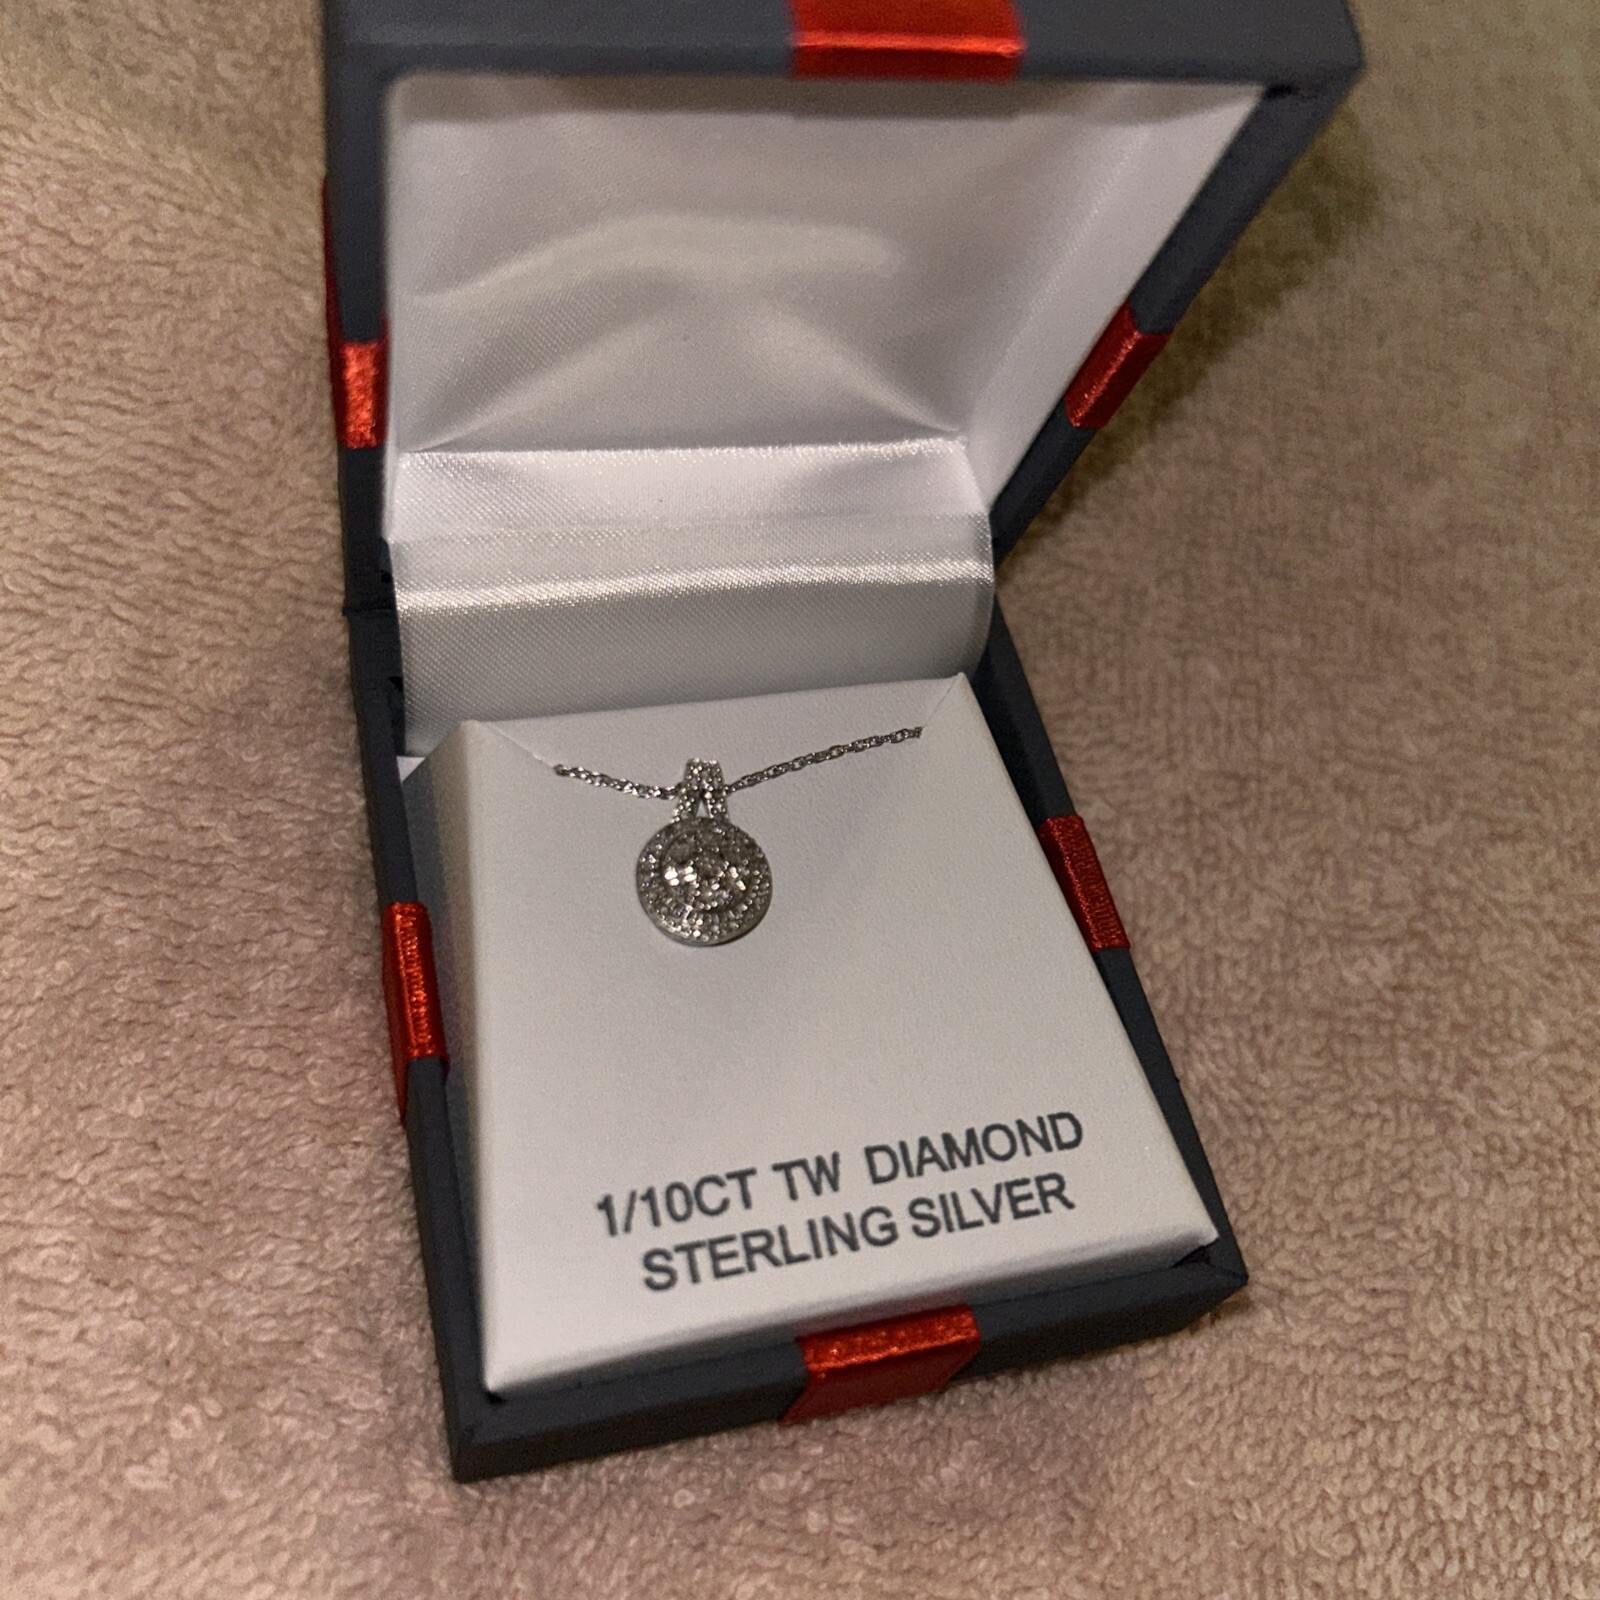 1/10CT TW DIAMOND
STERLING SILVER